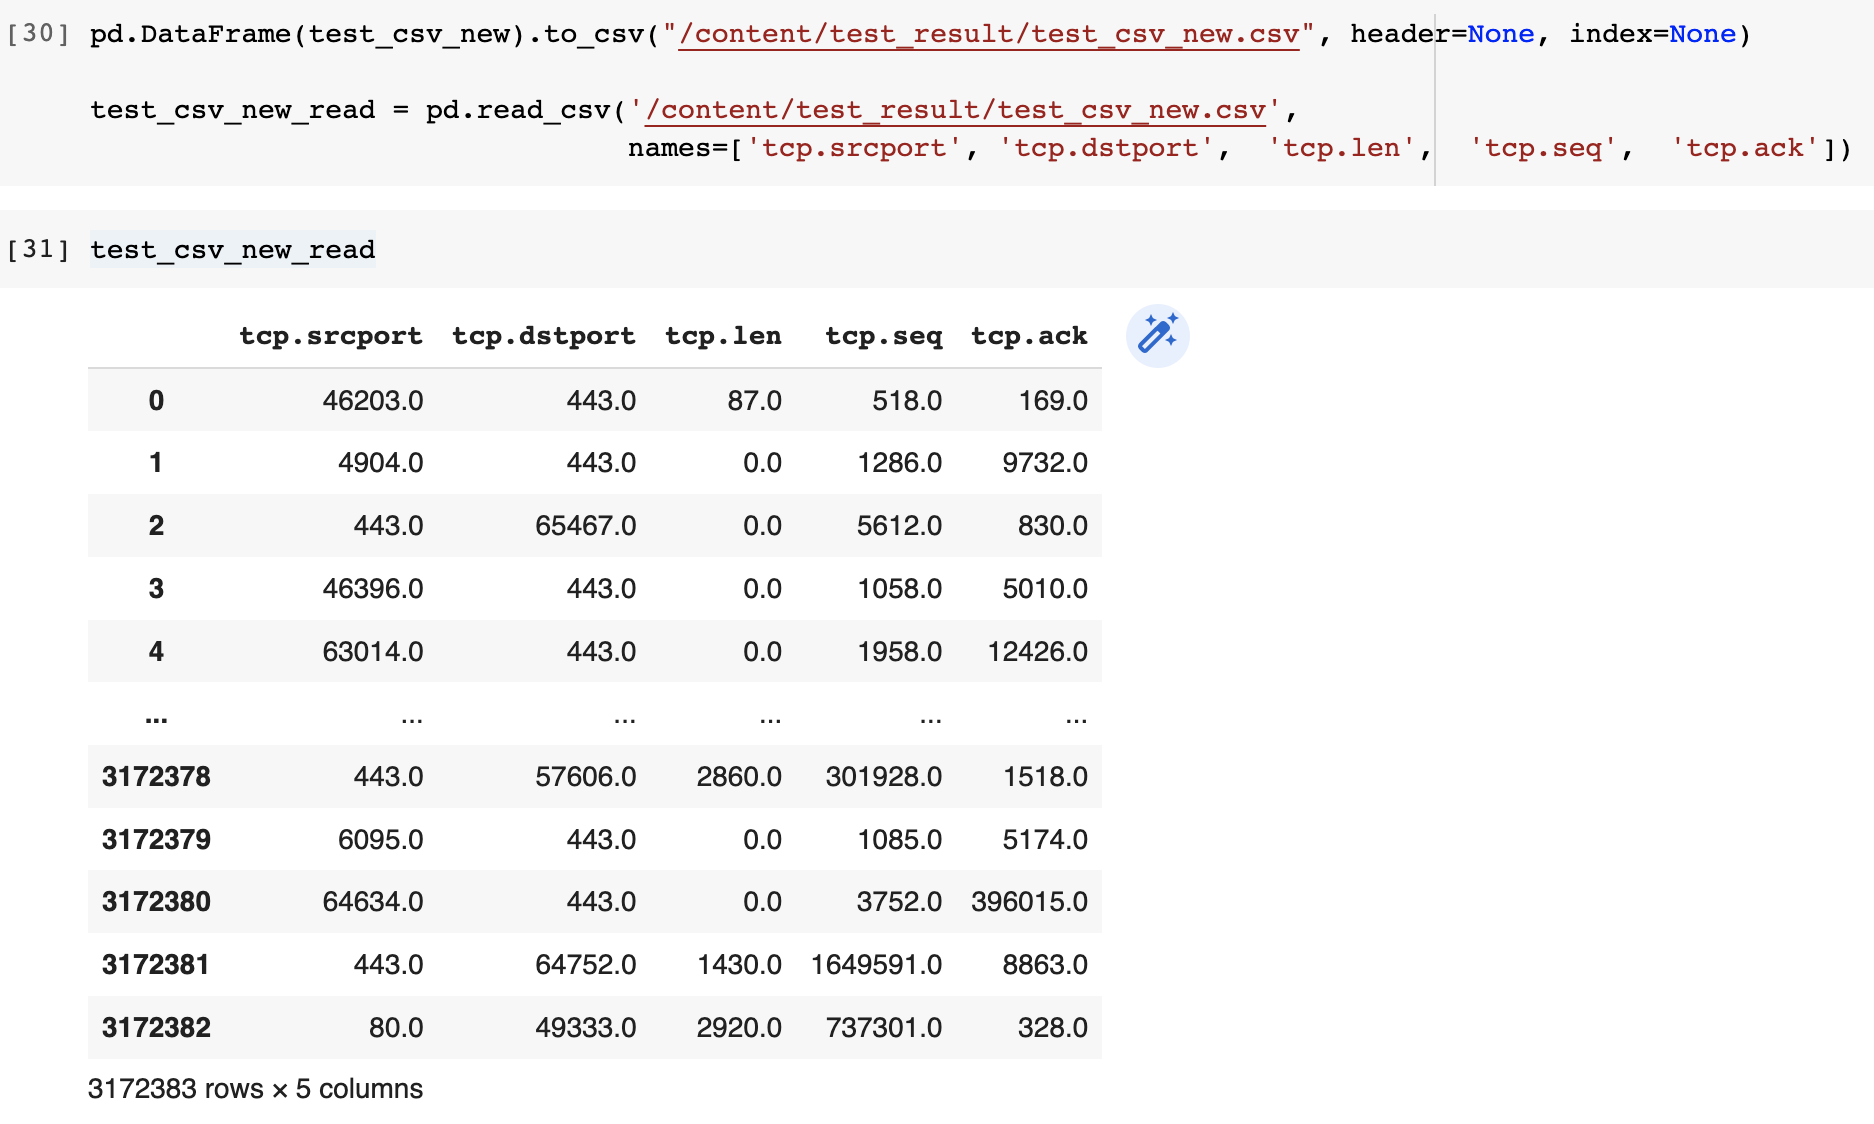 [30] pd.DataFrame(test_csv_new).to_csv("/content/test_result/test_csv_new.csv", header=None, index=None)
test_csv_new_read = pd.read_csv('/content/test_result/test_csv_new.csv',
names=['tcp.srcport', 'tcp.dstport', 'tcp.len', 'tcp.seq', 'tcp.ack'])
[31] test_csv_new_read
tcp.srcport tcp.dstport tcp.len tcp.seq tcp.ack
0 46203.0 443.0 87.0 518.0 169.0
1 4904.0 443.0 0.0 1286.0 9732.0
2 443.0 65467.0 0.0 5612.0 830.0
3 46396.0 443.0 0.0 1058.0 5010.0
4 63014.0 443.0 0.0 1958.0 12426.0
... ... ... ... ... ...
3172378 443.0 57606.0 2860.0 301928.0 1518.0
3172379 6095.0 443.0 0.0 1085.0 5174.0
3172380 64634.0 443.0 0.0 3752.0 396015.0
3172381 443.0 64752.0 1430.0 1649591.0 8863.0
3172382 80.0 49333.0 2920.0 737301.0 328.0
3172383 rows × 5 columns